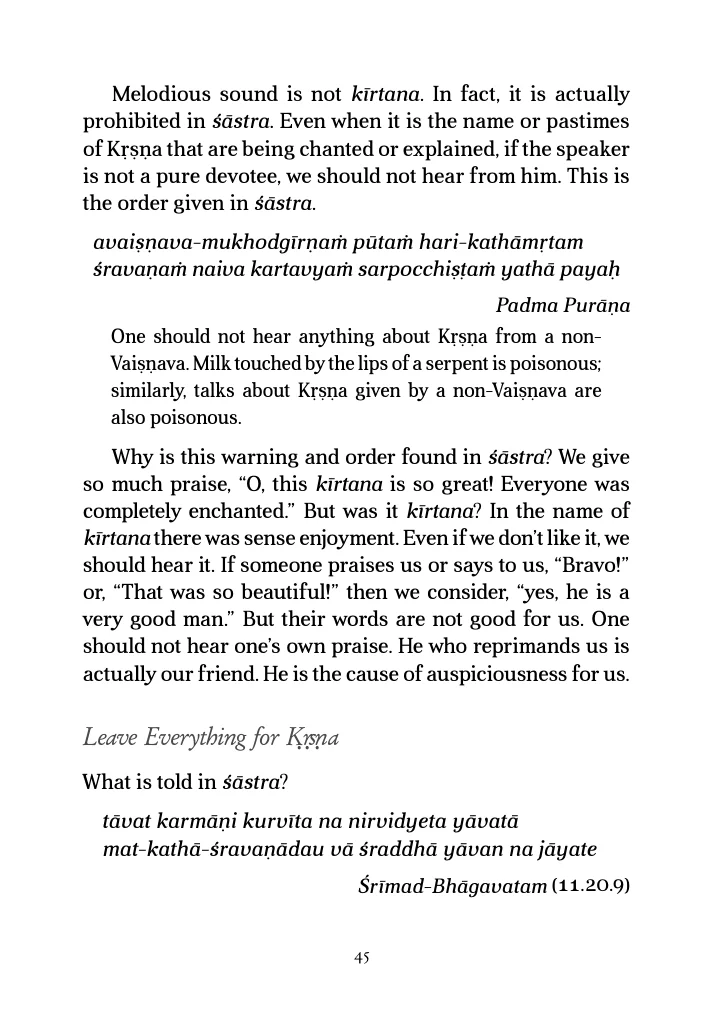 Melodious sound is not kīrtana. In fact, it is actually
prohibited in śāstra. Even when it is the name or pastimes
of Kṛṣṇa that are being chanted or explained, if the speaker
is not a pure devotee, we should not hear from him. This is
the order given in śāstra.
avaiṣṇava-mukhodgīrṇaṁ pūtaṁ hari-kathāmṛtam
śravaṇaṁ naiva kartavyaṁ sarpocchiṣṭaṁ yathā payaḥ
Padma Purāṇa
One should not hear anything about Kṛṣṇa from a non-
Vaiṣṇava. Milk touched by the lips of a serpent is poisonous;
similarly, talks about Kṛṣṇa given by a non-Vaiṣṇava are
also poisonous.
Why is this warning and order found in śāstra? We give
so much praise, “O, this kīrtana is so great! Everyone was
completely enchanted.” But was it kīrtana? In the name of
kīrtana there was sense enjoyment. Even if we don’t like it, we
should hear it. If someone praises us or says to us, “Bravo!”
or, “That was so beautiful!” then we consider, “yes, he is a
very good man.” But their words are not good for us. One
should not hear one’s own praise. He who reprimands us is
actually our friend. He is the cause of auspiciousness for us.
Leave Everything for Kṛṣṇa
What is told in śāstra?
tāvat karmāṇi kurvīta na nirvidyeta yāvatā
mat-kathā-śravaṇādau vā śraddhā yāvan na jāyate
Śrīmad-Bhāgavatam (11.20.9)
45